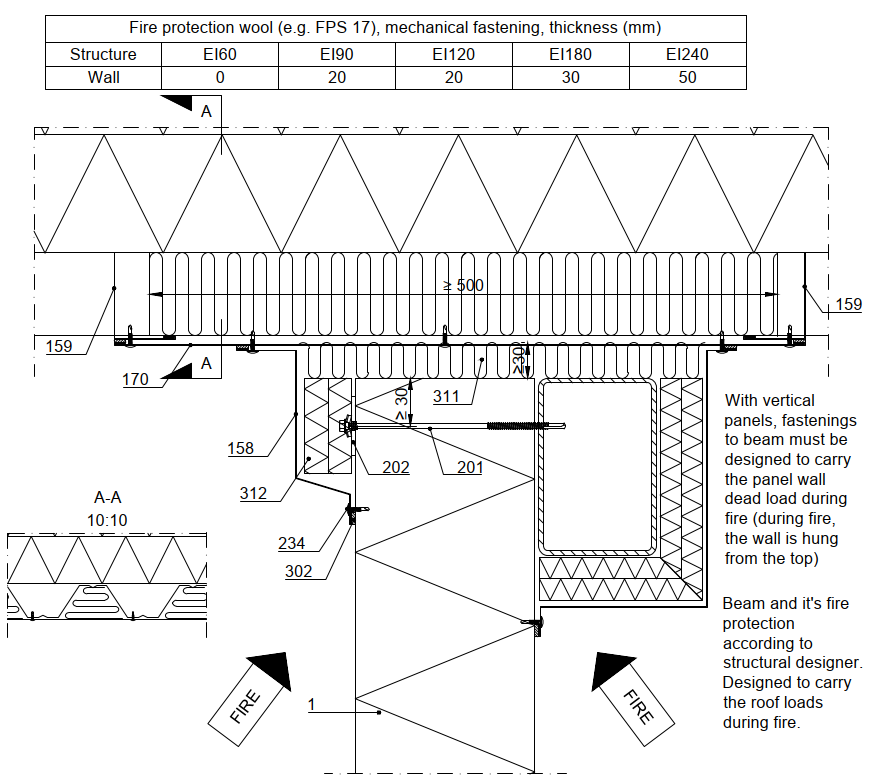 Fire protection wool (e.g. FPS 17), mechanical fastening, thickness (mm)
Structure EI60 EI90 EI120 EI180 EI240
Wall 0 20 20 30 50
A
≥ 500
159
159
170
A
≥30
311
≥ 30
158
202
201
312
234
302
A-A
10:10
With vertical
panels, fastenings
to beam must be
designed to carry
the panel wall
dead load during
fire (during fire,
the wall is hung
from the top)
Beam and it's fire
protection
according to
structural designer.
Designed to carry
the roof loads
during fire.
FIRE
1
FIRE